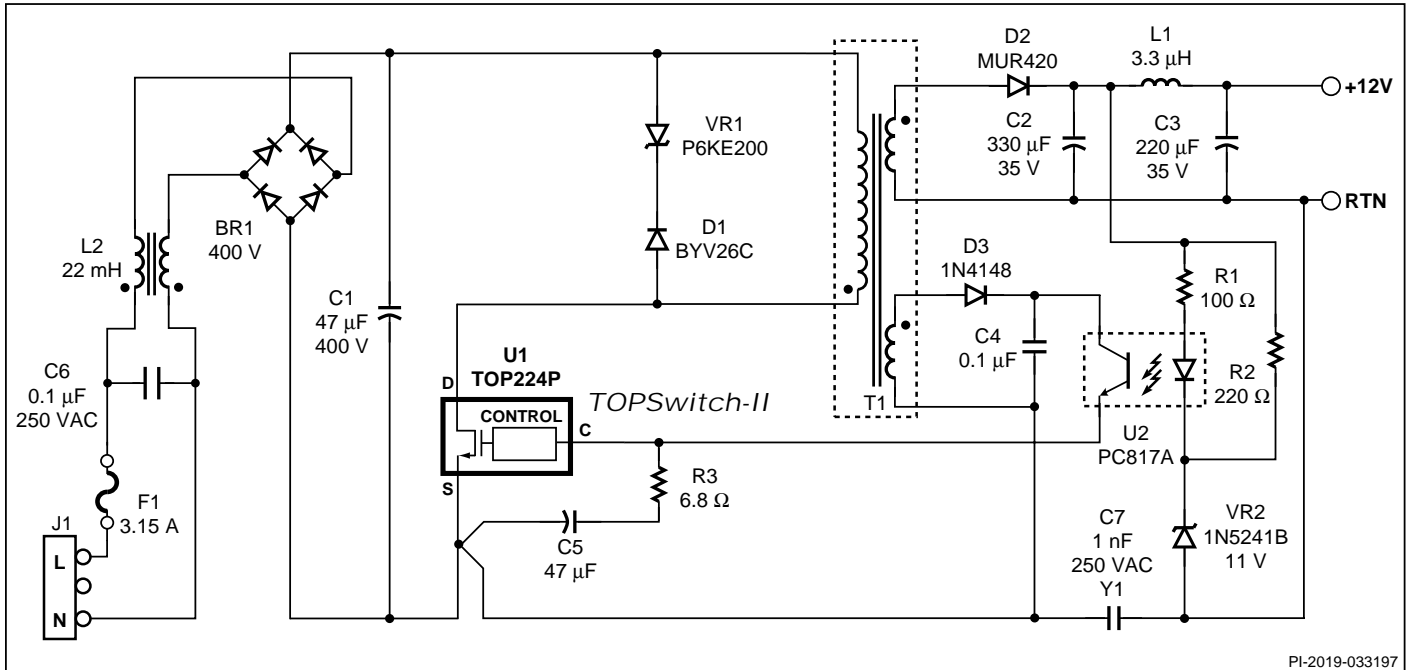 D2
MUR420
L1
3.3 µH
+12V
C2
330 µF
35 V
C3
220 µF
35 V
RTN
VR1
P6KE200
D1
BYV26C
BR1
400 V
L2
22 mH
C1
47 µF
400 V
D3
1N4148
R1
100 Ω
C4
0.1 µF
R2
220 Ω
T1
U2
PC817A
U1
TOP224P
TOPSwitch-II
D
CONTROL
C
S
C6
0.1 µF
250 VAC
F1
3.15 A
J1
L
N
R3
6.8 Ω
C5
47 µF
C7
1 nF
250 VAC
Y1
VR2
1N5241B
11 V
PI-2019-033197